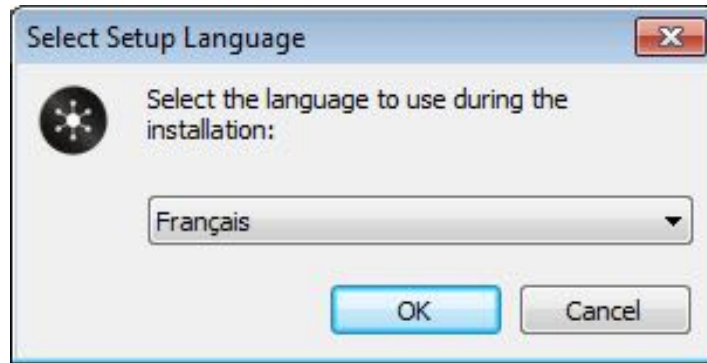 Select Setup Language
Select the language to use during the
installation:
Français
OK
Cancel